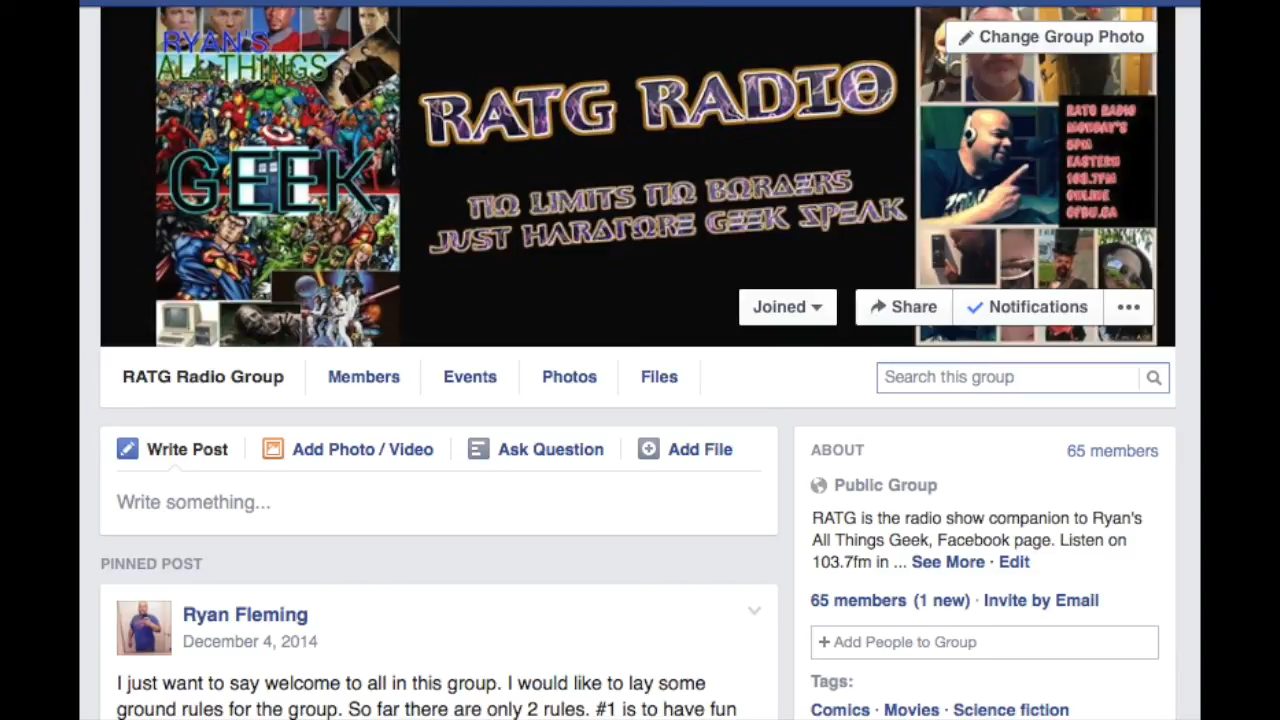 RYAN'S
ALL THINGS
GEEK
RATG RADIO
NO LIMITS NO BORDERS
JUST HARDCORE GEEK SPEAK
Change Group Photo
RATG RADIO
MONDAY'S
103.7FM
ONLINE
CFBU.CA
Joined
Share
Notifications
RATG Radio Group
Members
Events
Photos
Files
Search this group
Write Post
Add Photo / Video
Ask Question
Add File
Write something...
ABOUT
65 members
Public Group
RATG is the radio show companion to Ryan's
All Things Geek, Facebook page. Listen on
103.7fm in ... See More · Edit
65 members (1 new) · Invite by Email
+ Add People to Group
Tags:
Comics · Movies · Science fiction
PINNED POST
Ryan Fleming
December 4, 2014
I just want to say welcome to all in this group. I would like to lay some
ground rules for the group. So far there are only 2 rules. #1 is to have fun